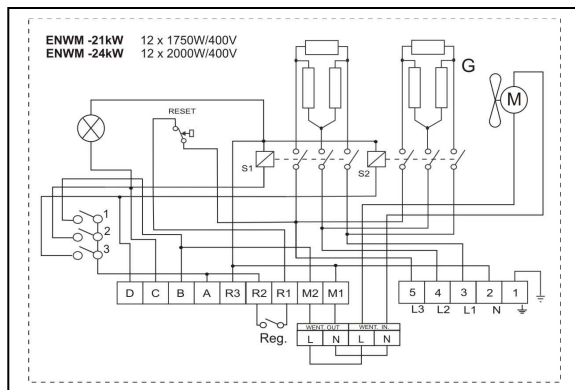 ENWM -21kW 12 x 1750W/400V
ENWM -24kW 12 x 2000W/400V
G
M
RESET
S1
S2
1
2
3
D C B A R3 R2 R1 M2 M1
5 4 3 2 1
L3 L2 L1 N
Reg.
WENT. OUT WENT. IN.
L N L N